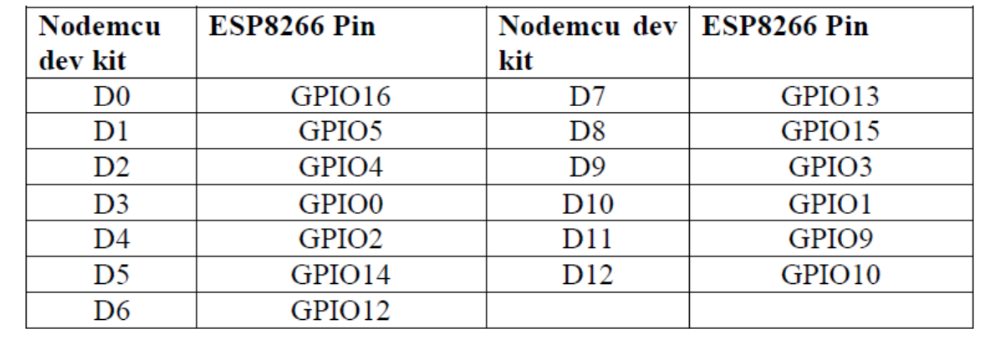 Nodemcu dev kit ESP8266 Pin Nodemcu dev kit ESP8266 Pin
D0 GPIO16 D7 GPIO13
D1 GPIO5 D8 GPIO15
D2 GPIO4 D9 GPIO3
D3 GPIO0 D10 GPIO1
D4 GPIO2 D11 GPIO9
D5 GPIO14 D12 GPIO10
D6 GPIO12